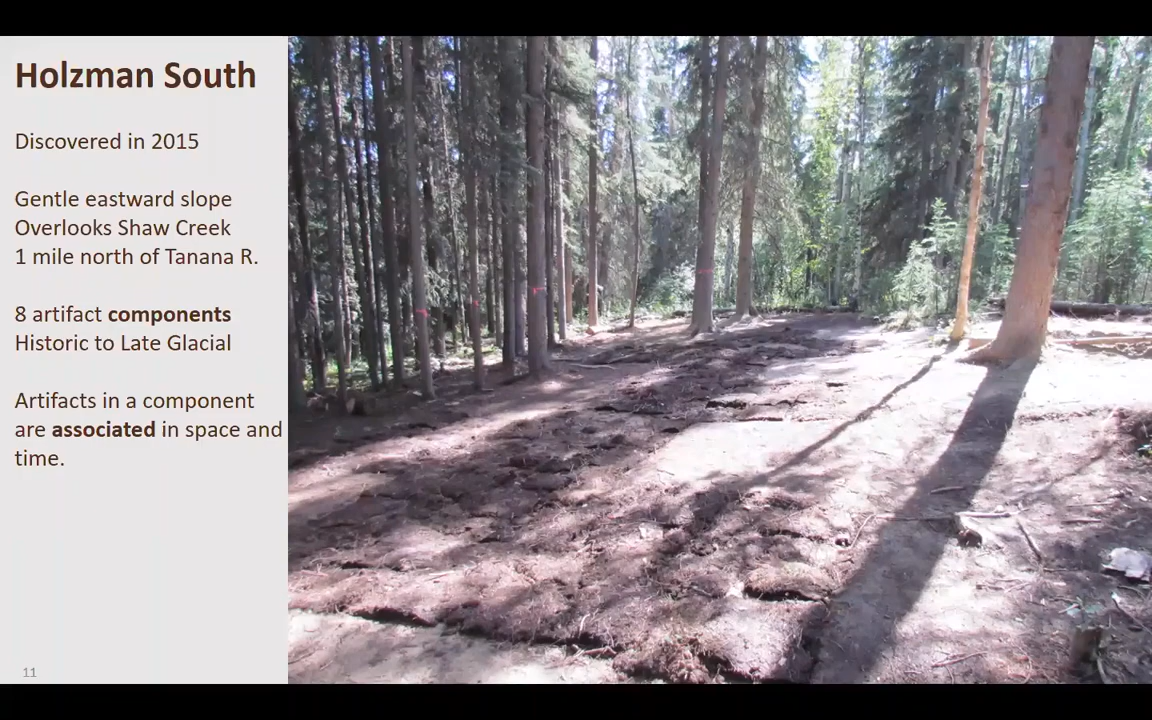 Holzman South
Discovered in 2015
Gentle eastward slope
Overlooks Shaw Creek
1 mile north of Tanana R.
8 artifact components
Historic to Late Glacial
Artifacts in a component
are associated in space and
time.
11